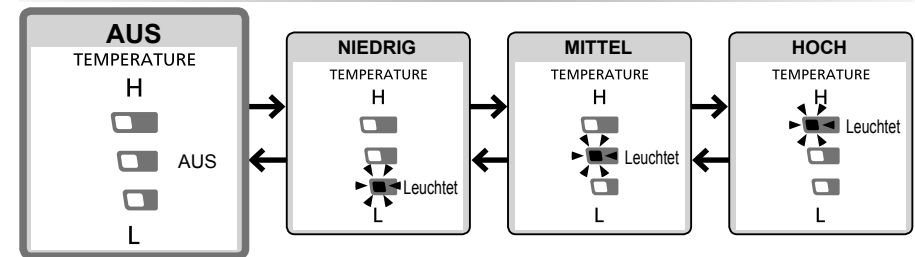 AUS
TEMPERATURE
H
AUS
L
NIEDRIG
TEMPERATURE
H
Leuchtet
L
MITTEL
TEMPERATURE
H
Leuchtet
L
HOCH
TEMPERATURE
H
Leuchtet
L